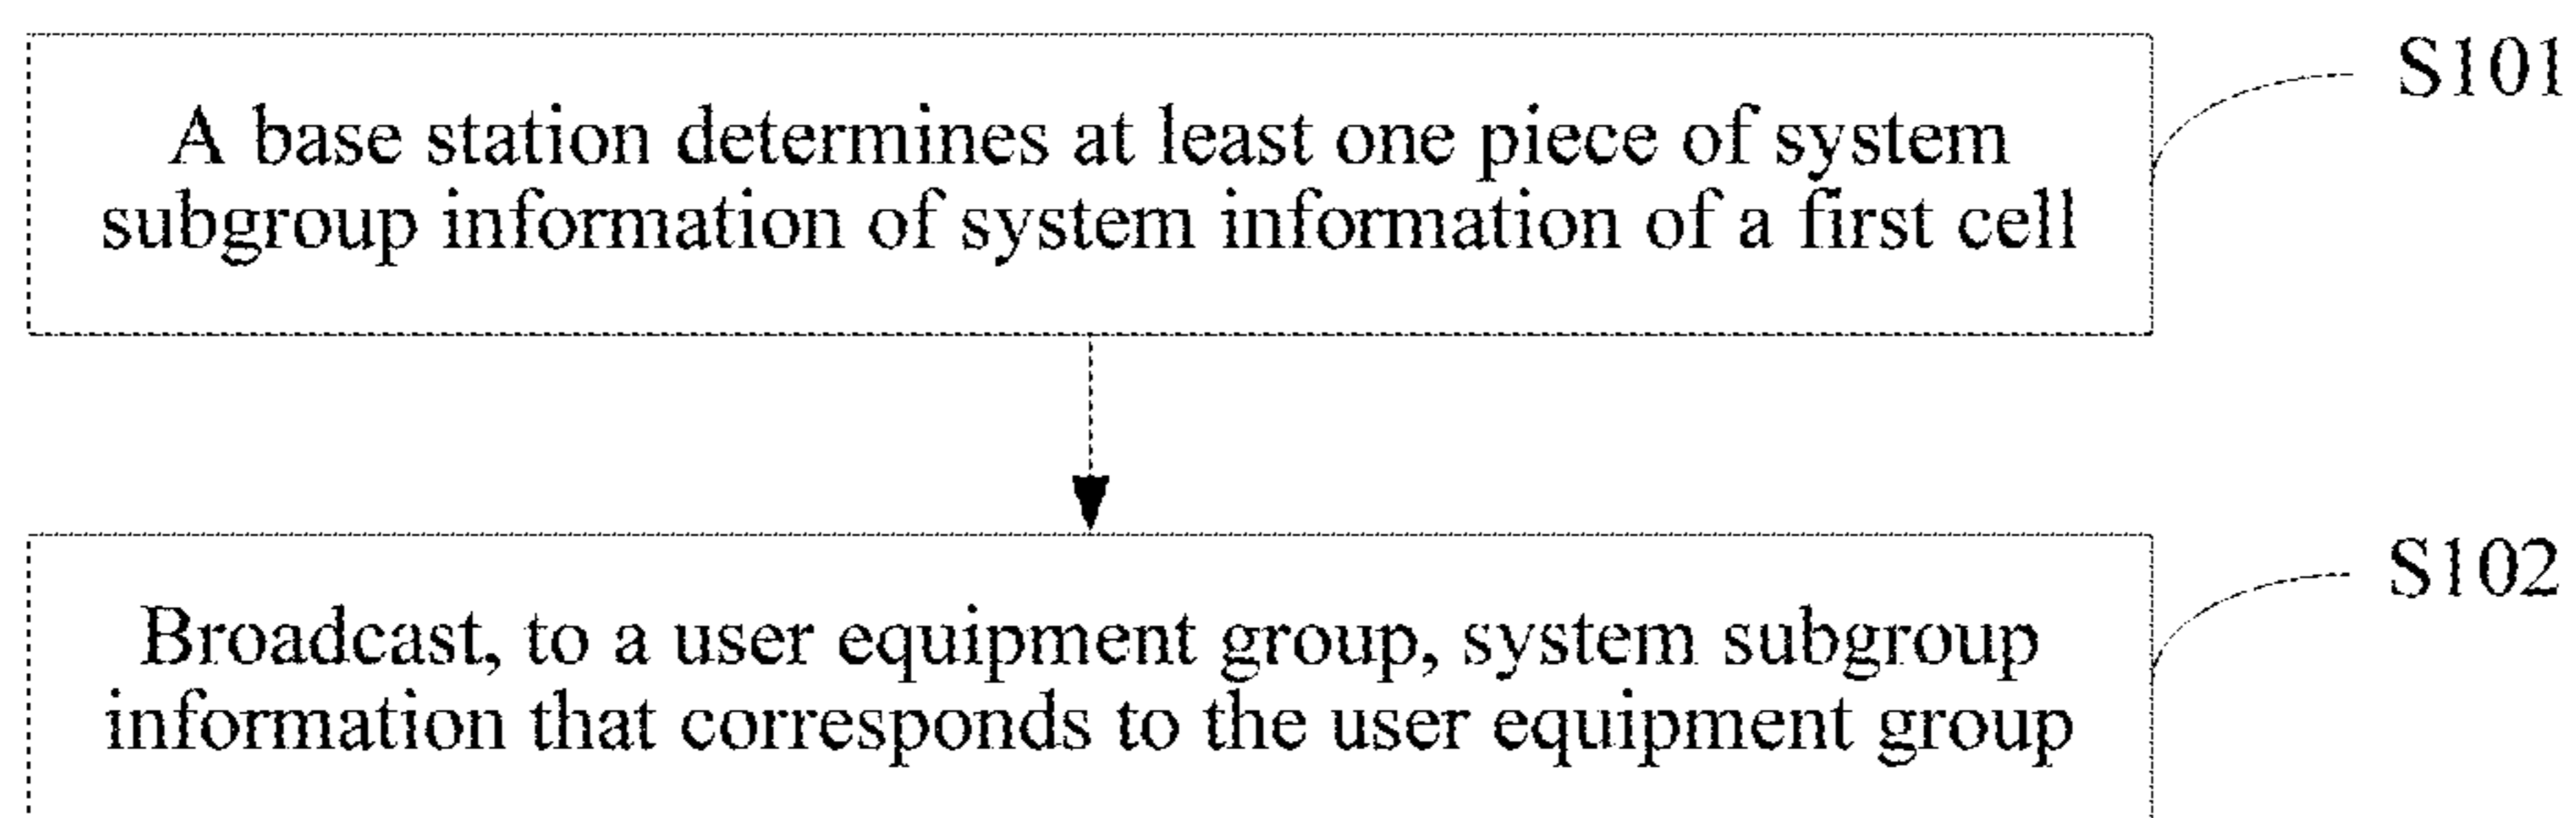 S101
A base station determines at least one piece of system
subgroup information of system information of a first cell
S102
Broadcast, to a user equipment group, system subgroup
information that corresponds to the user equipment group